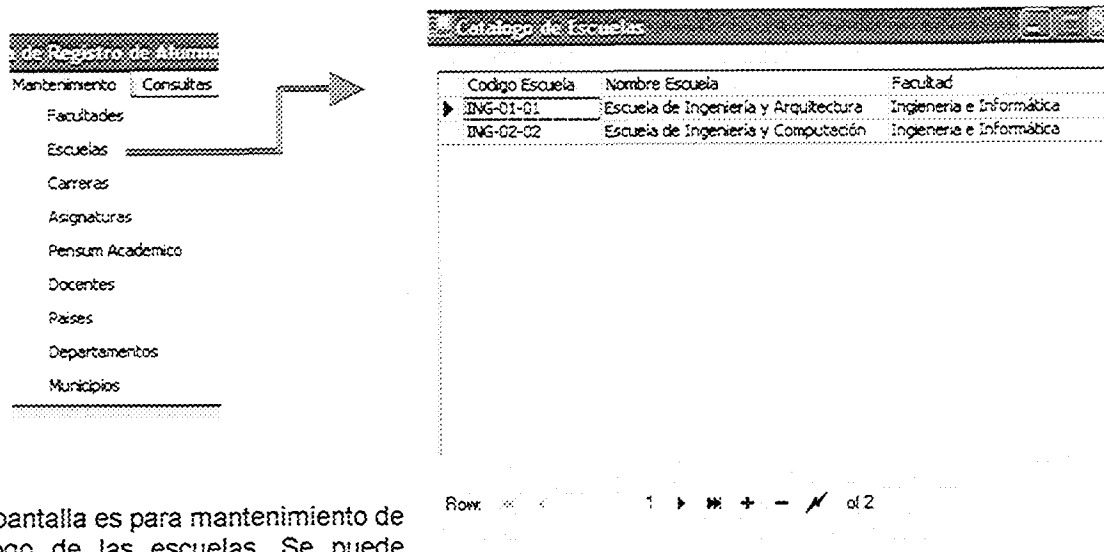 de Registro de Alumn
Mantenimiento Consultas
Facultades
Escuelas
Carreras
Asignaturas
Pensum Academico
Docentes
Paises
Departamentos
Municipios
Catalogo de Escuelas
Codigo Escuela Nombre Escuela Facultad
ING-01-01 Escuela de Ingeniería y Arquitectura Ingieneria e Informática
ING-02-02 Escuela de Ingeniería y Computación Ingieneria e Informática
Row: 1 of 2
pantalla es para mantenimiento de
ogo de las escuelas. Se puede